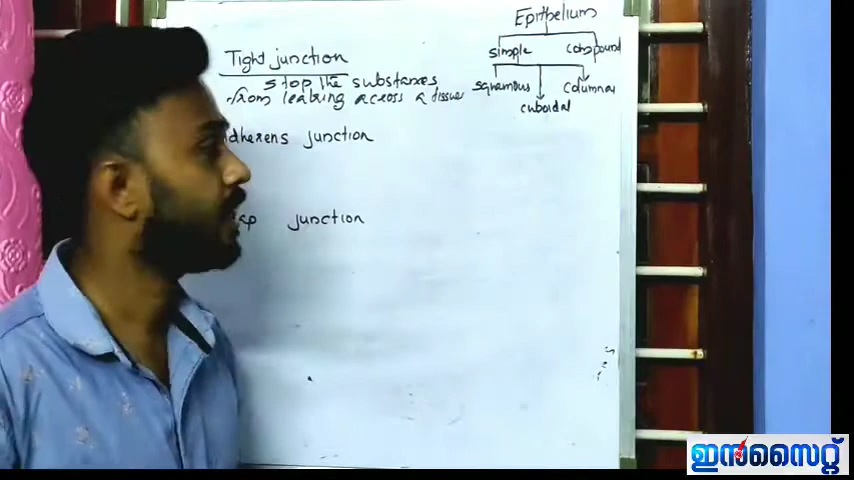 Epithelium
simple compound
squamous columnar
cuboidal
Tight junction
stop the substances
from leaking across a tissue
dherens junction
ap junction
ഇൻസൈറ്റ്